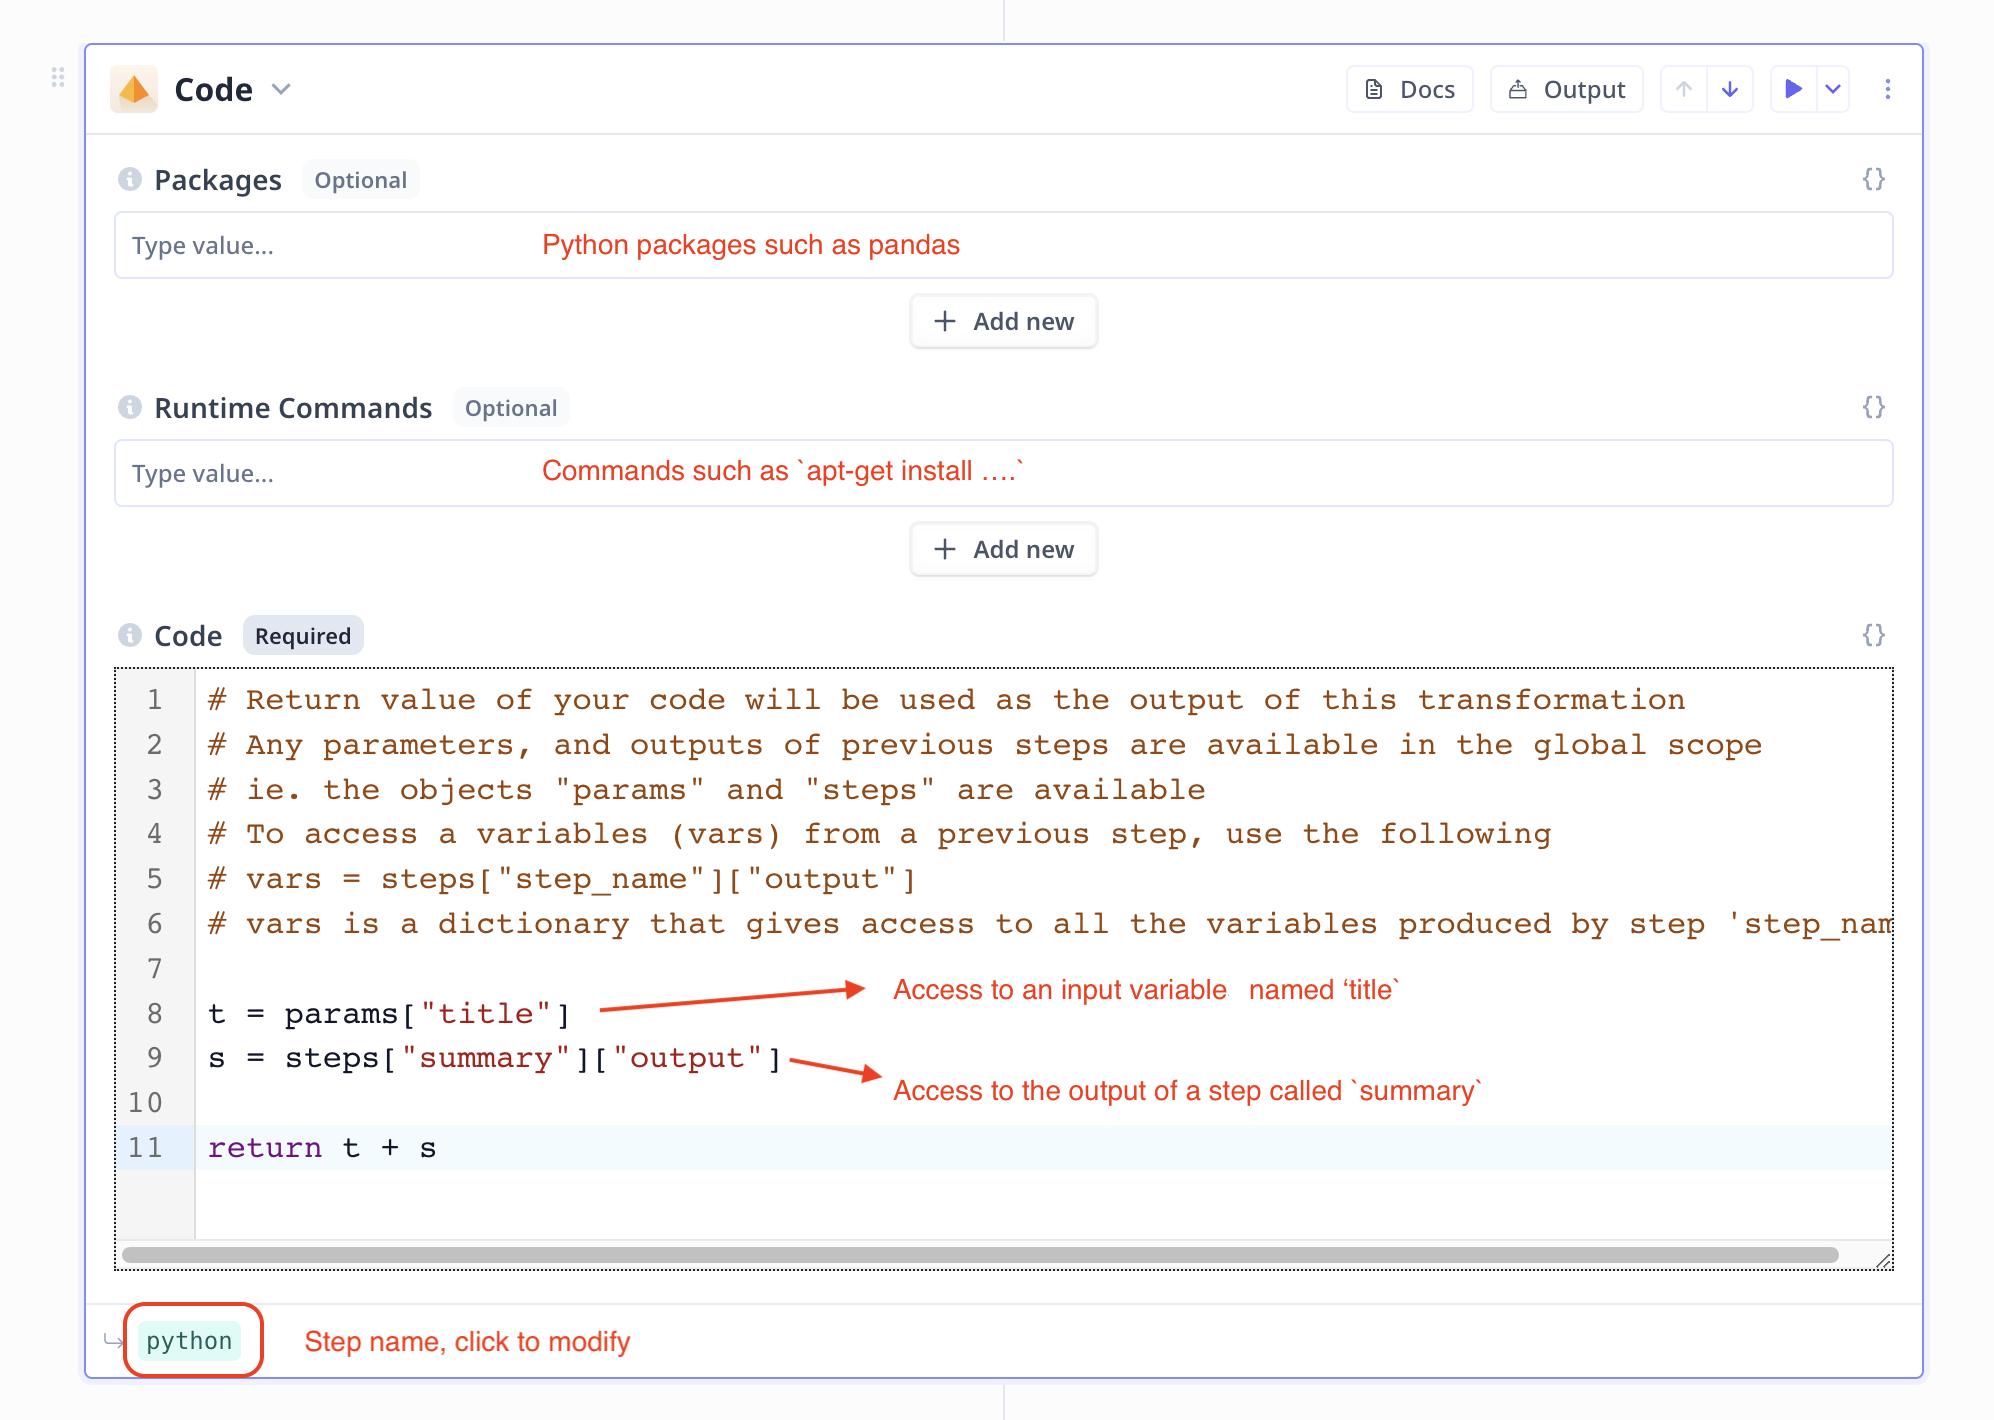 Code
Docs
Output
Packages Optional
{}
Type value...
Python packages such as pandas
+ Add new
Runtime Commands Optional
{}
Type value...
Commands such as `apt-get install ….`
+ Add new
Code Required
{}
1 # Return value of your code will be used as the output of this transformation
2 # Any parameters, and outputs of previous steps are available in the global scope
3 # ie. the objects "params" and "steps" are available
4 # To access a variables (vars) from a previous step, use the following
5 # vars = steps["step_name"]["output"]
6 # vars is a dictionary that gives access to all the variables produced by step 'step_nam
7
8 t = params["title"]
Access to an input variable named ‘title`
9 s = steps["summary"]["output"]
Access to the output of a step called `summary`
10
11 return t + s
python
Step name, click to modify